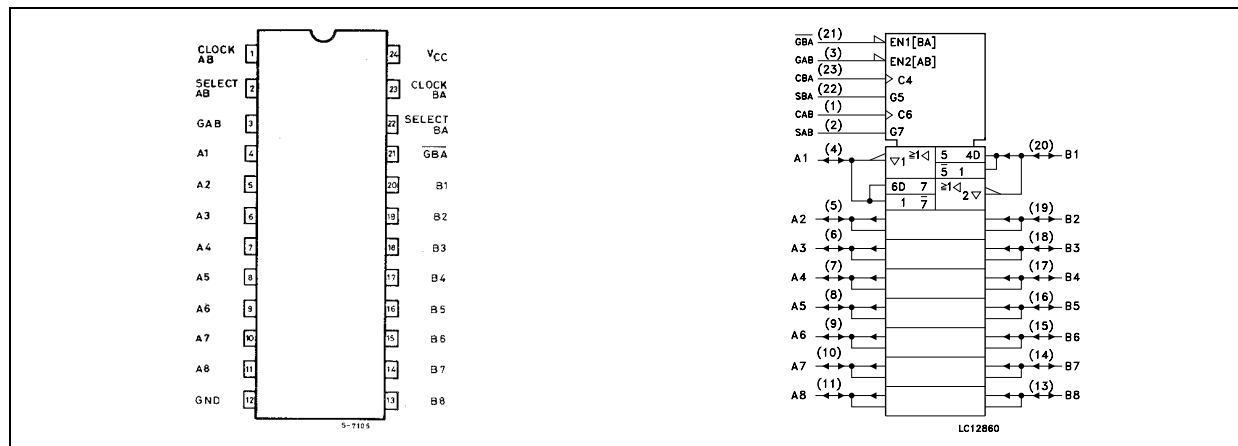 CLOCK AB 1
SELECT AB 2
GAB 3
A1 4
A2 5
A3 6
A4 7
A5 8
A6 9
A7 10
A8 11
GND 12
24 VCC
23 CLOCK BA
22 SELECT BA
21 G̅B̅A̅
20 B1
19 B2
18 B3
17 B4
16 B5
15 B6
14 B7
13 B8
S-7105
G̅B̅A̅ (21) EN1[BA]
GAB (3) EN2[AB]
CBA (23) C4
SBA (22) G5
CAB (1) C6
SAB (2) G7
A1 (4) ▽1 ≥1◁ 5 4D (20) B1
5̅ 1
6D 7 ≥1◁ 2▽
1 7̅
A2 (5) (19) B2
A3 (6) (18) B3
A4 (7) (17) B4
A5 (8) (16) B5
A6 (9) (15) B6
A7 (10) (14) B7
A8 (11) (13) B8
LC12860